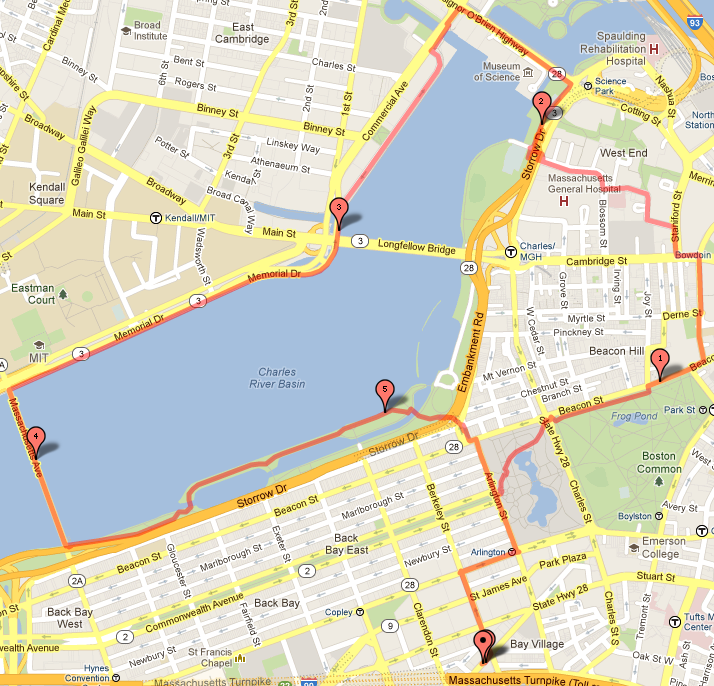 Cardinal Med
Broad
Institute
East
Cambridge
3rd St
2nd St
Signor O'Brien Highway
93
Spaulding
Rehabilitation
Hospital
H
Binney St
6th St
Bent St
Charles St
Museum
of Science
28
Rogers St
Science
Park
Nashua St
Binney St
1st St
Commercial Ave
2
3
Cotting St
North
Station
Broadway
Galileo Galilei Way
3rd St
Binney St
Linskey Way
2nd St
Potter St
Athenaeum St
Storrow Dr
West End
Merrim
Kendall
Square
Broadway
Kendall St
Broad Canal Way
Massachusetts
General Hospital
H
Blossom St
Staniford St
Main St
T Kendall/MIT
3
Main St
3
Longfellow Bridge
Charles/
MGH
Cambridge St
Bowdoin
Wadsworth St
28
Eastman
Court
Memorial Dr
3
Grove St
Irving St
Joy St
Derne St
Memorial Dr
Myrtle St
W Cedar St
Pinckney St
MIT
3
Embankment Rd
Beacon Hill
1
Charles
River Basin
Mt Vernon St
Chestnut St
Branch St
Beacon St
Beaco
5
Park St
Massachusetts Ave
4
Frog Pond
State Hwy 28
Storrow Dr
28
Boston
Common
Storrow Dr
Beacon St
Arlington St
Charles St
Avery St
Marlborough St
Berkeley St
Boylston
Emerson
College
Beacon St
Back
Bay East
Exeter St
Arlington
Park Plaza
Marlborough St
Gloucester St
Newbury St
2
Stuart St
2A
28
St James Ave
State Hwy 28
Tremont St
Back Bay
West
Commonwealth Avenue
Back Bay
Copley
Clarendon St
Tufts M
Center
Fairfield St
9
2
St Francis
Chapel
Bay Village
Oak St W
Newbury St
Hynes
Convention
Massachusetts Turnpike
90
Massachusetts Turnpike (Toll